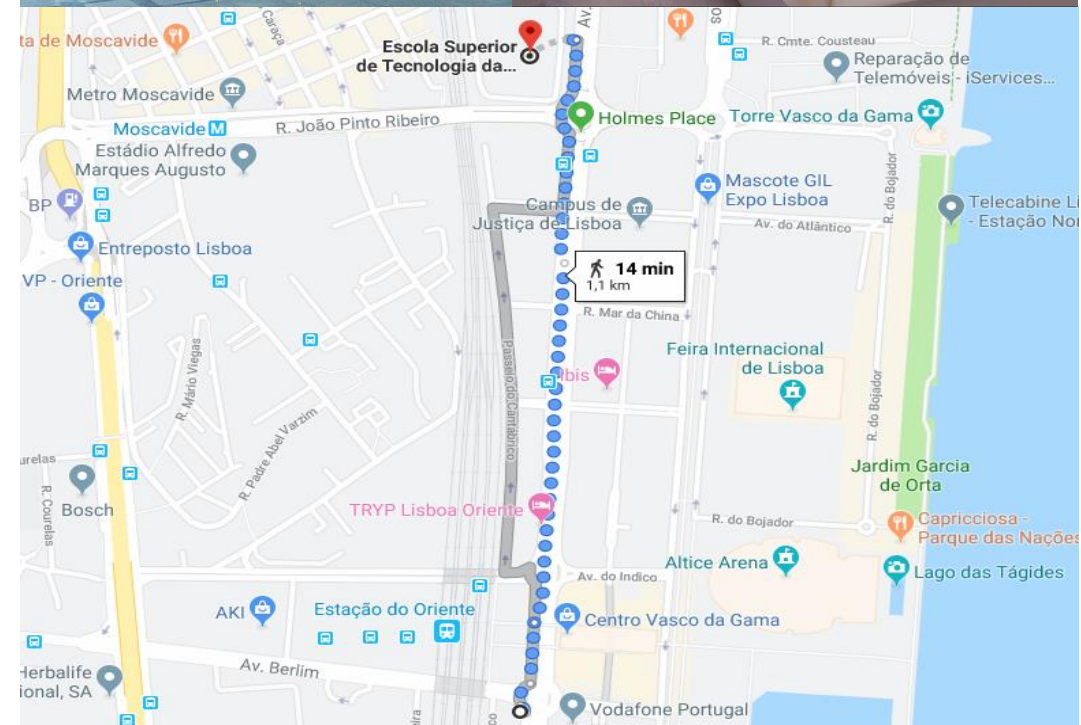 Av.
SO
Caraça
ta de Moscavide
Escola Superior
de Tecnologia da...
R. Cmte. Cousteau
Reparação de
Telemóveis - iServices...
Metro Moscavide
Moscavide M
R. João Pinto Ribeiro
Holmes Place
Torre Vasco da Gama
Estádio Alfredo
Marques Augusto
R. do Bojador
BP
Mascote GIL
Expo Lisboa
Telecabine Li
- Estação Nor
Campus de
Justiça de Lisboa
Av. do Atlântico
Entreposto Lisboa
14 min
1,1 km
VP - Oriente
R. Mar da China
R. Mário Viegas
Passeio do Cantábrico
Feira Internacional
de Lisboa
Ibis
R. do Bojador
R. Padre Abel Varzim
urelas
R. Courelas
Bosch
Jardim Garcia
de Orta
TRYP Lisboa Oriente
R. do Bojador
Capricciosa -
Parque das Nações
Altice Arena
Av. do Indico
Lago das Tágides
AKI
Estação do Oriente
Centro Vasco da Gama
Av. Berlim
Herbalife
ional, SA
Vodafone Portugal
co